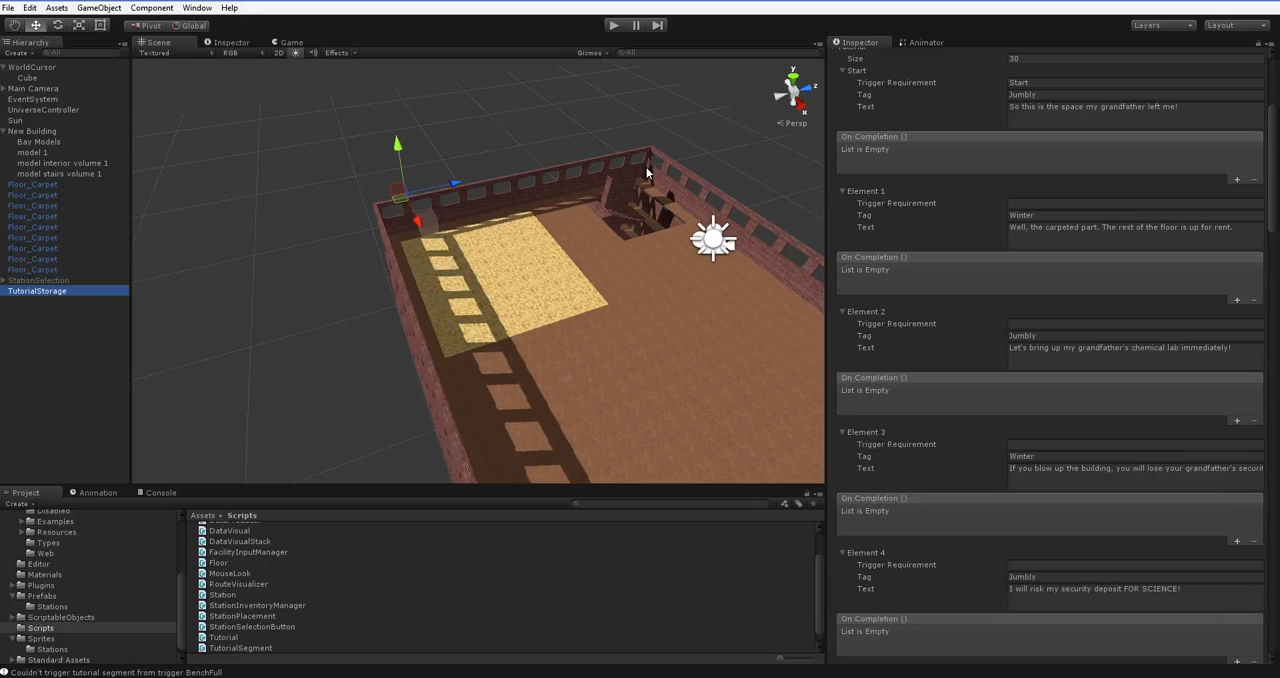 File Edit Assets GameObject Component Window Help
Pivot Global Layers Layout
Hierarchy Scene Inspector Game Inspector Animator
Create All Textured RGB 2D Effects Gizmos All
WorldCursor
Cube
Main Camera
EventSystem
UniverseController
Sun
New Building
Bay Models
model 1
model interior volume 1
model stairs volume 1
Floor_Carpet
Floor_Carpet
Floor_Carpet
Floor_Carpet
Floor_Carpet
Floor_Carpet
Floor_Carpet
Floor_Carpet
Floor_Carpet
StationSelection
TutorialStorage
y
z
x
Persp
Size 30
Start
Trigger Requirement Start
Tag Jumbly
Text So this is the space my grandfather left me!
On Completion ()
List is Empty
Element 1
Trigger Requirement
Tag Winter
Text Well, the carpeted part. The rest of the floor is up for rent.
On Completion ()
List is Empty
Element 2
Trigger Requirement
Tag Jumbly
Text Let's bring up my grandfather's chemical lab immediately!
On Completion ()
List is Empty
Element 3
Trigger Requirement
Tag Winter
Text If you blow up the building, you will lose your grandfather's securit
On Completion ()
List is Empty
Element 4
Trigger Requirement
Tag Jumbly
Text I will risk my security deposit FOR SCIENCE!
On Completion ()
List is Empty
Project Animation Console
Create
Disabled
Examples
Resources
Types
Web
Editor
Materials
Plugins
Prefabs
Stations
ScriptableObjects
Scripts
Sprites
Stations
Standard Assets
Assets Scripts
DataVisual
DataVisualStack
FacilityInputManager
Floor
MouseLook
RouteVisualizer
Station
StationInventoryManager
StationPlacement
StationSelectionButton
Tutorial
TutorialSegment
Couldn't trigger tutorial segment from trigger BenchFull